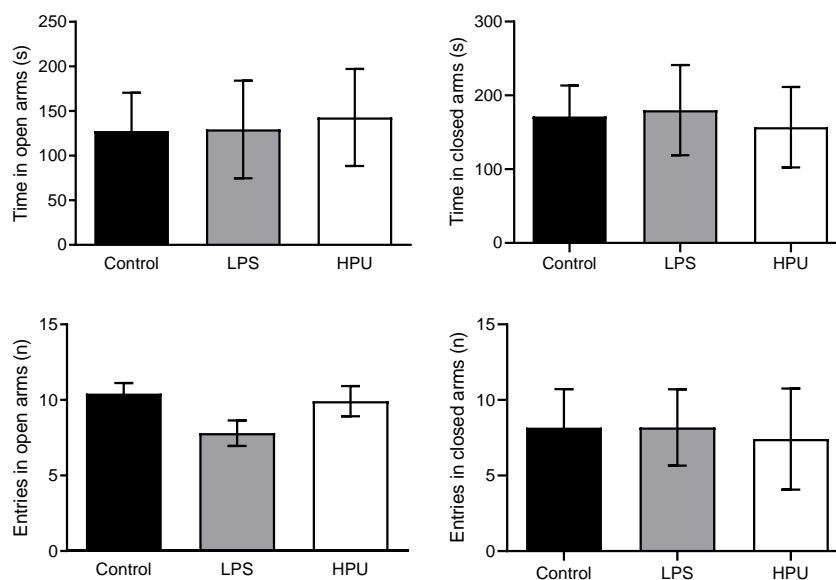 Time in open arms (s)
250
200
150
100
50
0
Control LPS HPU
Time in closed arms (s)
300
200
100
0
Control LPS HPU
Entries in open arms (n)
15
10
5
0
Control LPS HPU
Entries in closed arms (n)
15
10
5
0
Control LPS HPU